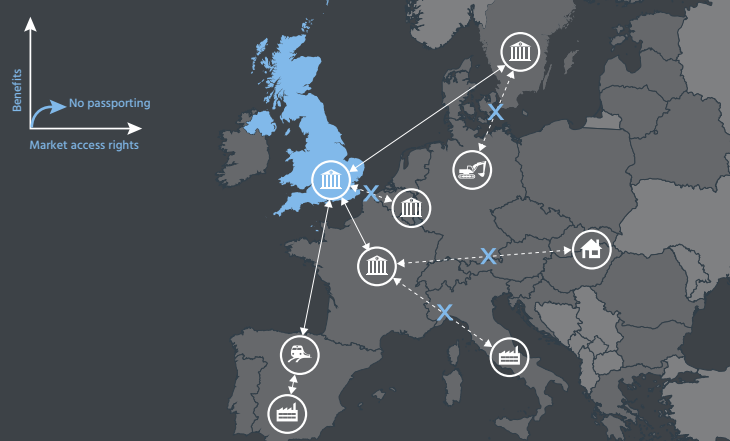 Benefits
No passporting
Market access rights
X
X
X
X